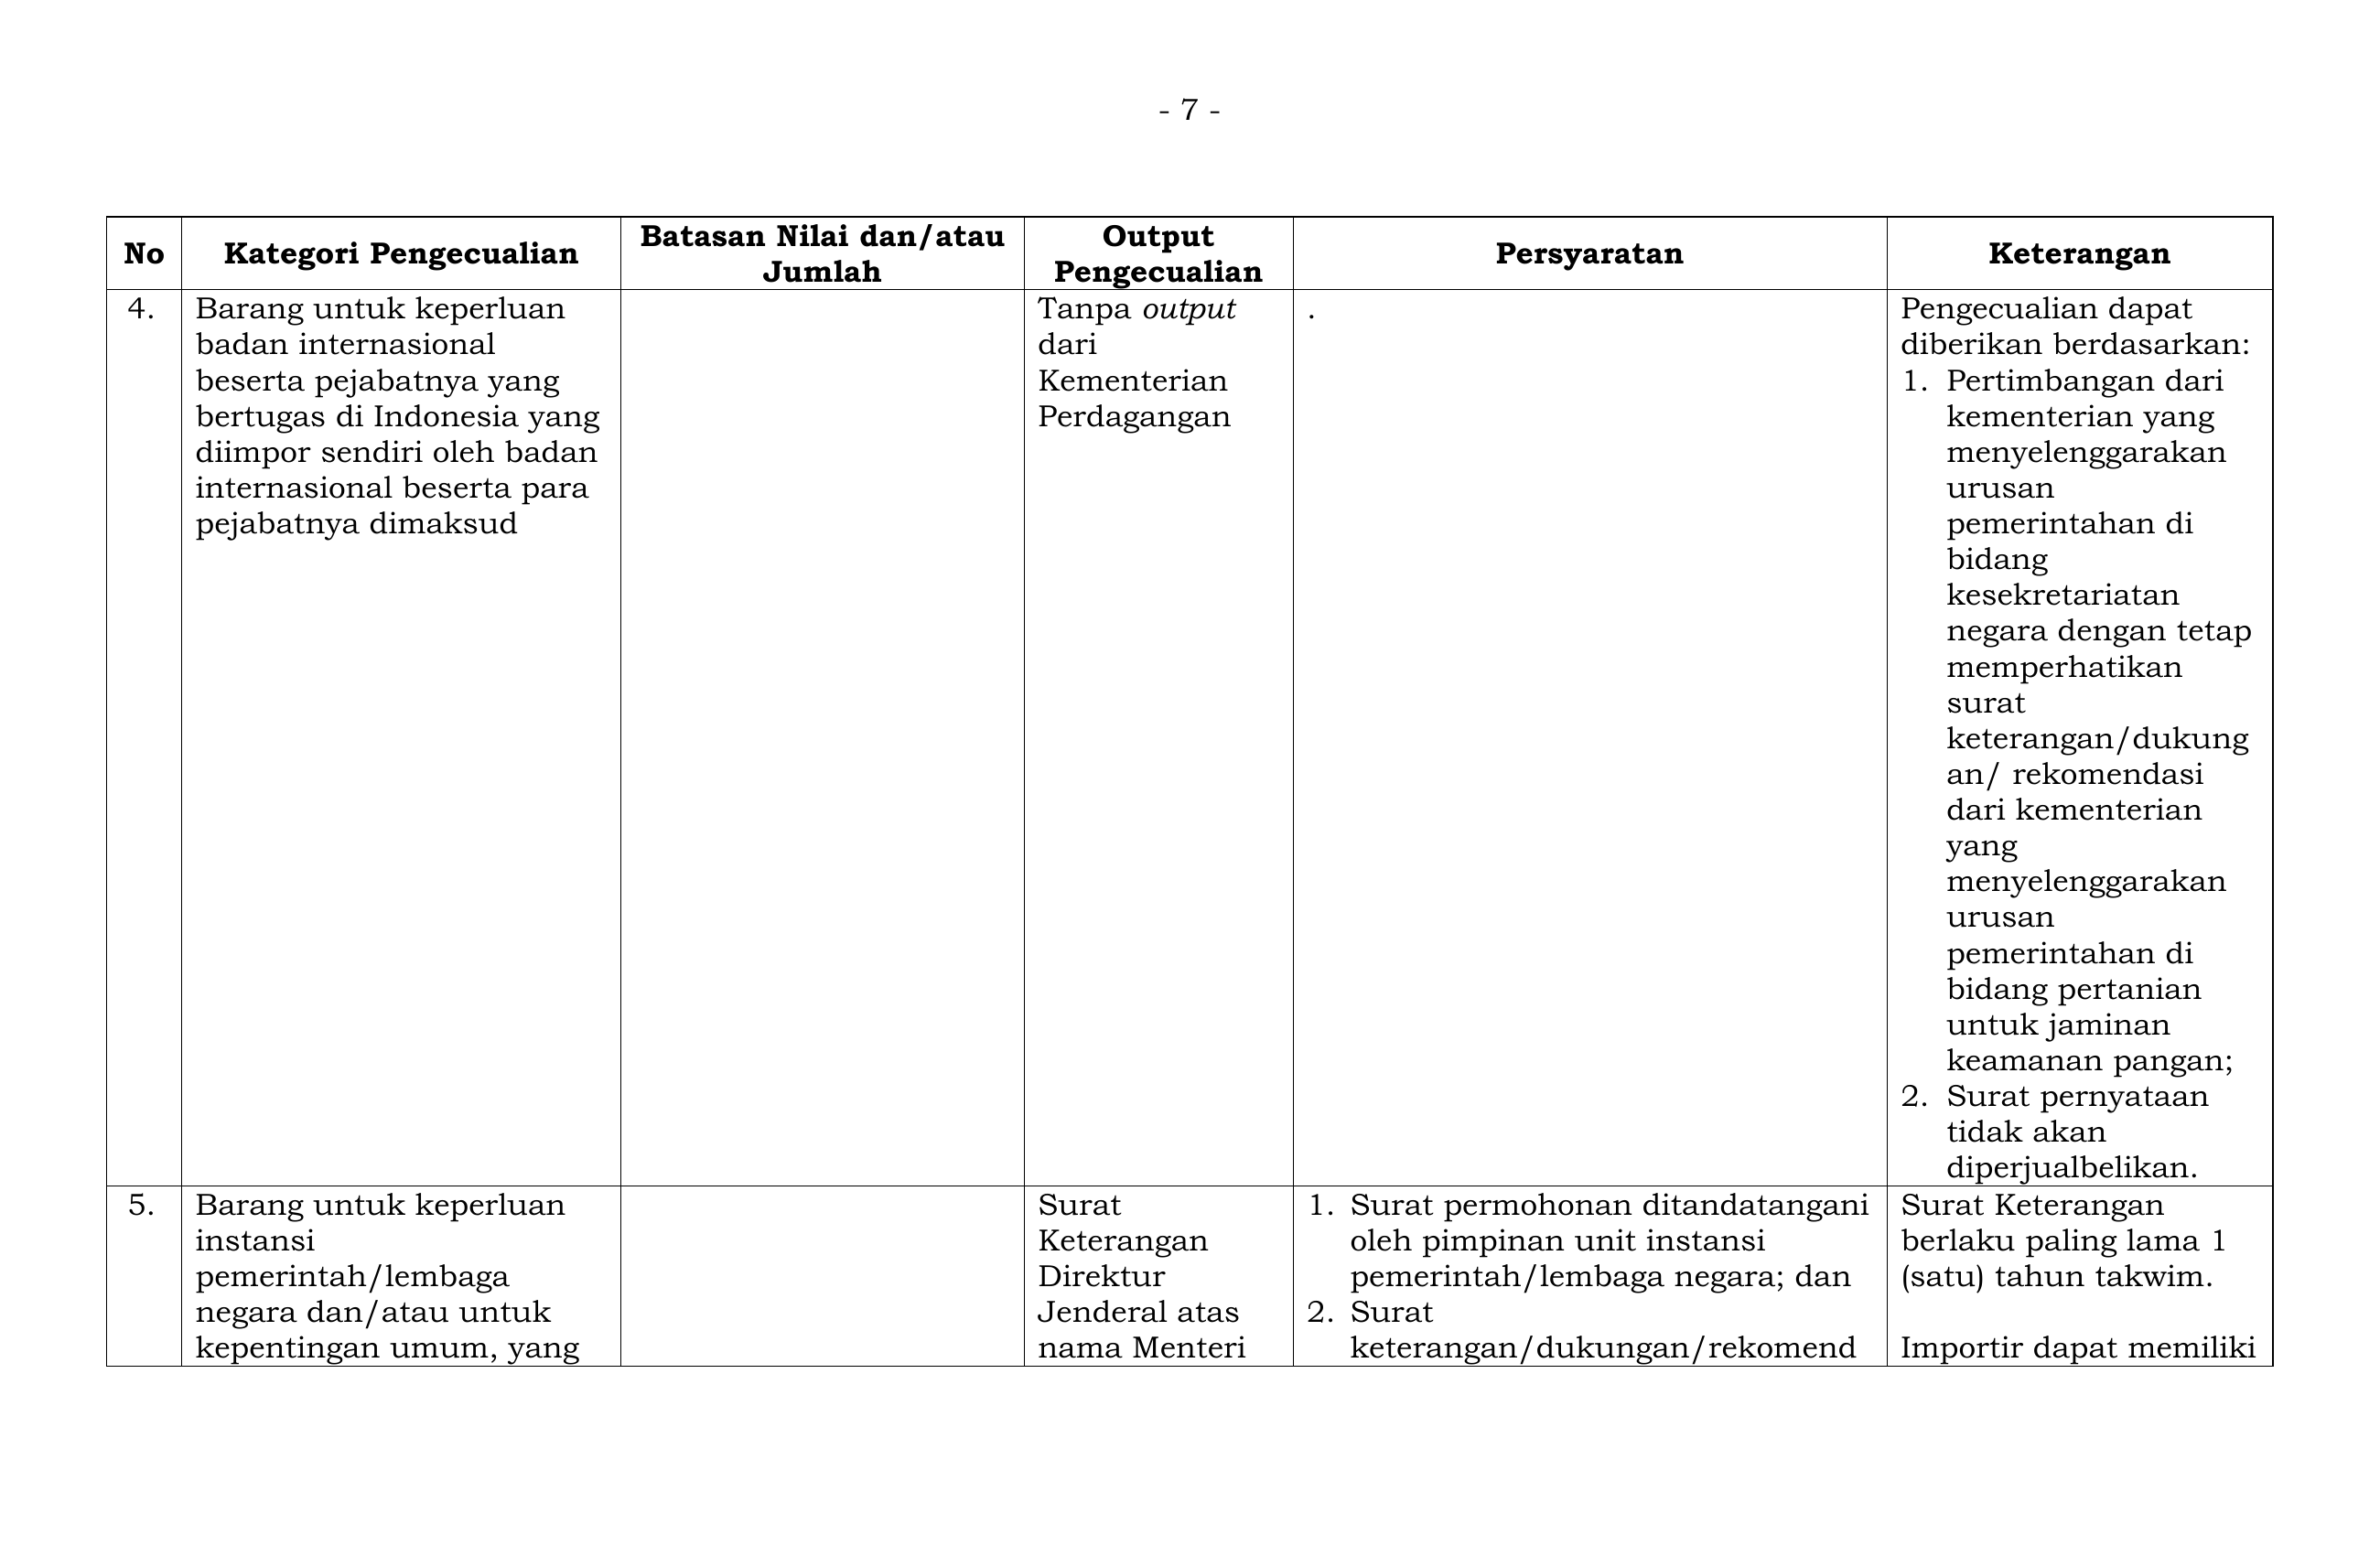 - 7 -
No
Kategori Pengecualian
Batasan Nilai dan/atau
Jumlah
Output
Pengecualian
Persyaratan
Keterangan
4.
Barang untuk keperluan
badan internasional
beserta pejabatnya yang
bertugas di Indonesia yang
diimpor sendiri oleh badan
internasional beserta para
pejabatnya dimaksud
Tanpa output
dari
Kementerian
Perdagangan
.
Pengecualian dapat
diberikan berdasarkan:
1. Pertimbangan dari
kementerian yang
menyelenggarakan
urusan
pemerintahan di
bidang
kesekretariatan
negara dengan tetap
memperhatikan
surat
keterangan/dukung
an/ rekomendasi
dari kementerian
yang
menyelenggarakan
urusan
pemerintahan di
bidang pertanian
untuk jaminan
keamanan pangan;
2. Surat pernyataan
tidak akan
diperjualbelikan.
5.
Barang untuk keperluan
instansi
pemerintah/lembaga
negara dan/atau untuk
kepentingan umum, yang
Surat
Keterangan
Direktur
Jenderal atas
nama Menteri
1. Surat permohonan ditandatangani
oleh pimpinan unit instansi
pemerintah/lembaga negara; dan
2. Surat
keterangan/dukungan/rekomend
Surat Keterangan
berlaku paling lama 1
(satu) tahun takwim.
Importir dapat memiliki